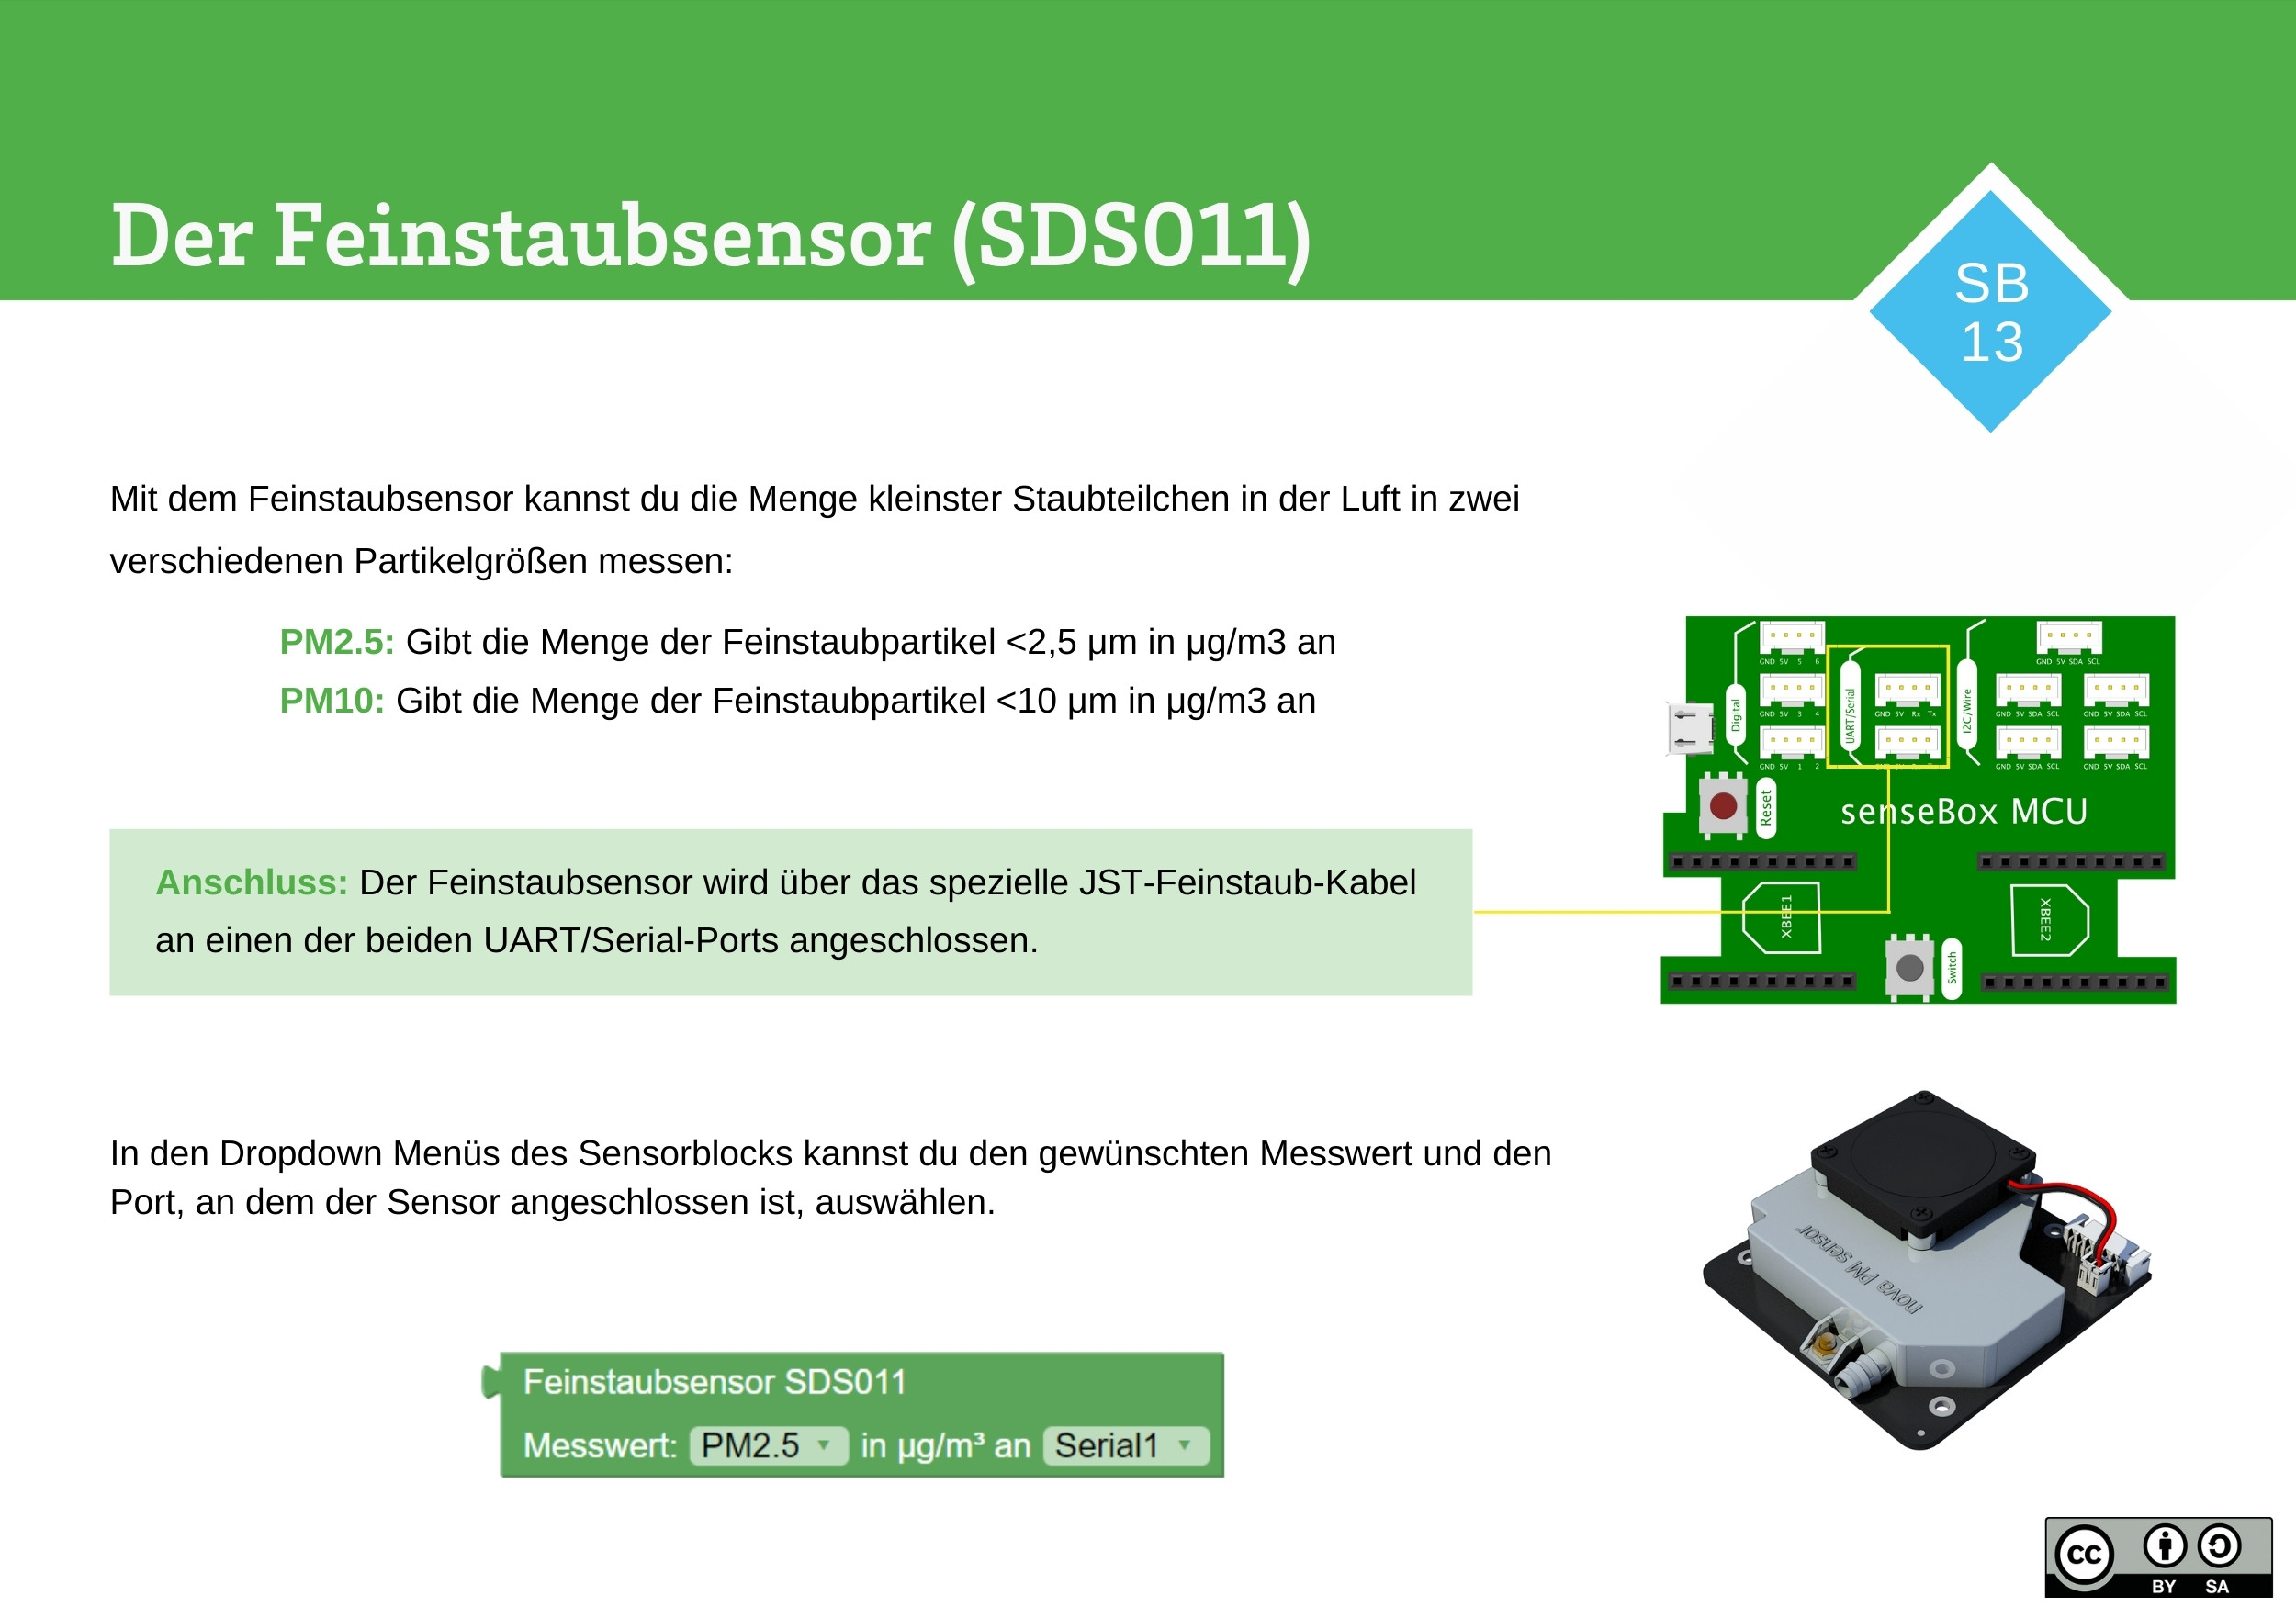 Der Feinstaubsensor (SDS011)
SB
13
Mit dem Feinstaubsensor kannst du die Menge kleinster Staubteilchen in der Luft in zwei
verschiedenen Partikelgrößen messen:
PM2.5: Gibt die Menge der Feinstaubpartikel <2,5 μm in μg/m3 an
PM10: Gibt die Menge der Feinstaubpartikel <10 μm in μg/m3 an
Anschluss: Der Feinstaubsensor wird über das spezielle JST-Feinstaub-Kabel
an einen der beiden UART/Serial-Ports angeschlossen.
GND 5V 5 6
GND 5V SDA SCL
Digital
UART/Serial
I2C/Wire
GND 5V 3 4
GND 5V Rx Tx
GND 5V SDA SCL
GND 5V SDA SCL
GND 5V 1 2
GND 5V SDA SCL
GND 5V SDA SCL
Reset
senseBox MCU
XBEE1
XBEE2
Switch
In den Dropdown Menüs des Sensorblocks kannst du den gewünschten Messwert und den
Port, an dem der Sensor angeschlossen ist, auswählen.
nova PM sensor
Feinstaubsensor SDS011
Messwert: PM2.5 in μg/m³ an Serial1
cc
BY SA